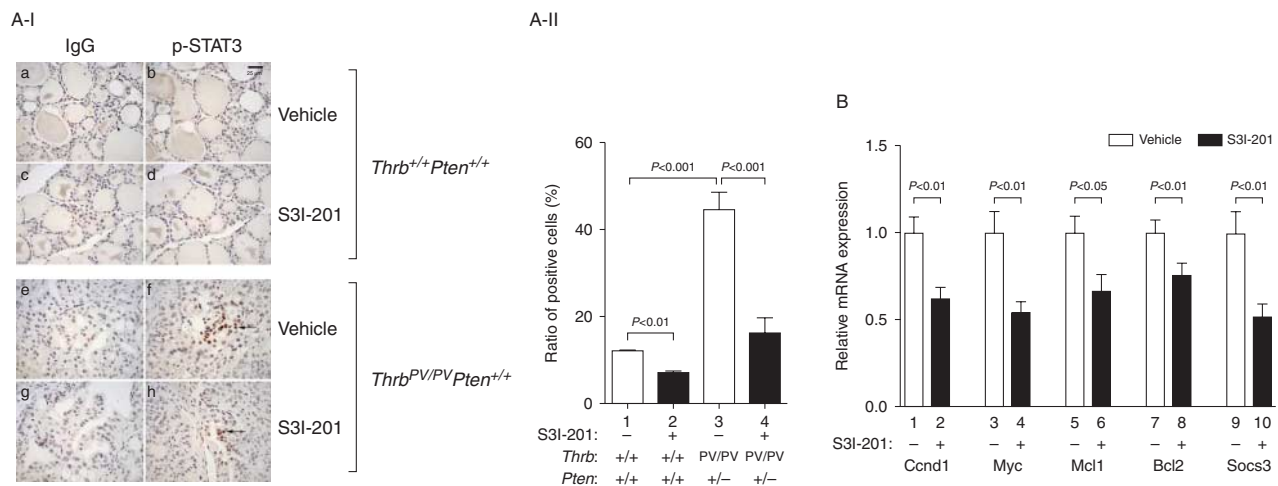 A-I
IgG p-STAT3
a b 25 μm
Vehicle
c d
S3I-201
Thrb+/+Pten+/+
e f
Vehicle
g h
S3I-201
ThrbPV/PVPten+/+
A-II
Ratio of positive cells (%)
60
40
20
0
P<0.001 P<0.001
P<0.01
1 2 3 4
S3I-201: – + – +
Thrb: +/+ +/+ PV/PV PV/PV
Pten: +/+ +/+ +/– +/–
B
Vehicle S3I-201
Relative mRNA expression
1.5
1.0
0.5
0.0
P<0.01 P<0.01 P<0.05 P<0.01 P<0.01
1 2 3 4 5 6 7 8 9 10
S3I-201: – + – + – + – + – +
Ccnd1 Myc Mcl1 Bcl2 Socs3